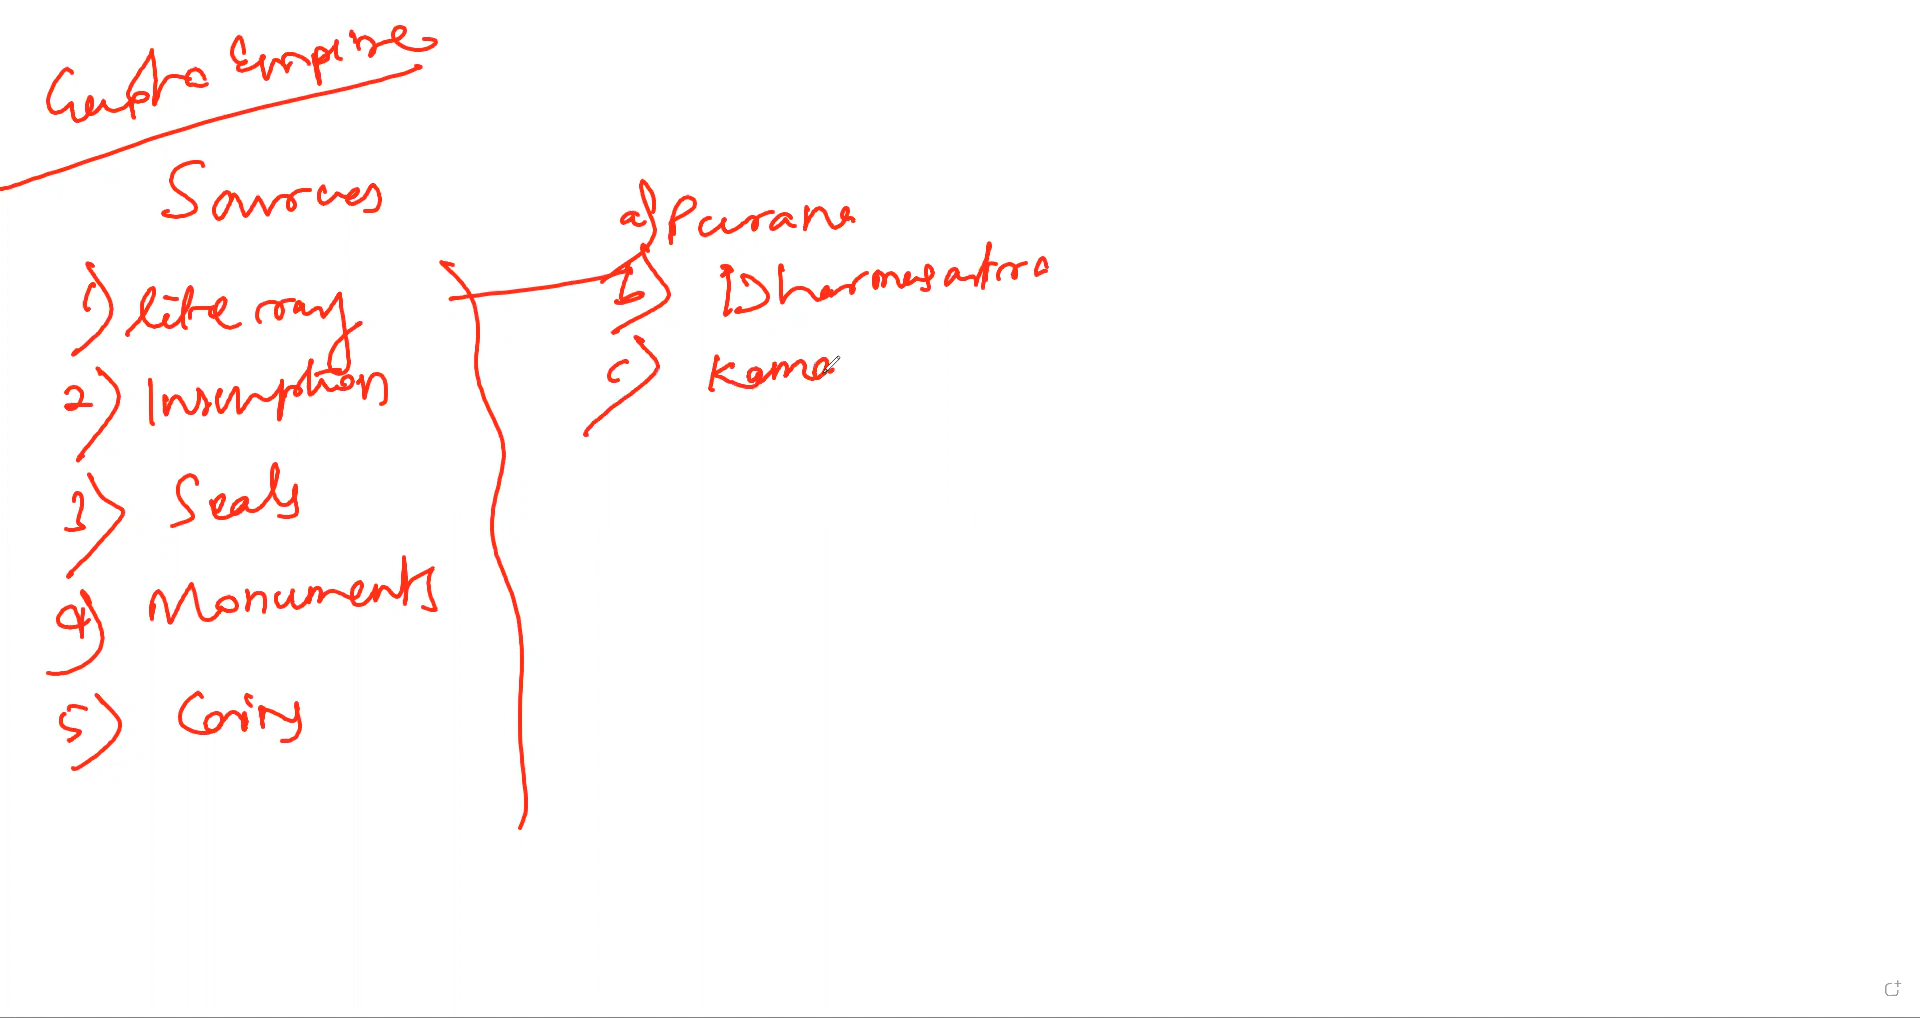 Gupta Empire
Sources
1) literary
2) Inscription
3) Seals
4) Monuments
5) Coins
a) Purana
b) Dharmasastra
c) Kama